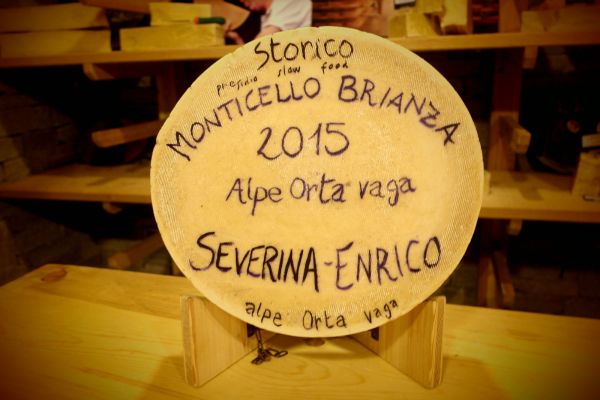 Storico
presidio slow food
MONTICELLO BRIANZA
2015
Alpe Orta vaga
SEVERINA-ENRICO
alpe Orta vaga